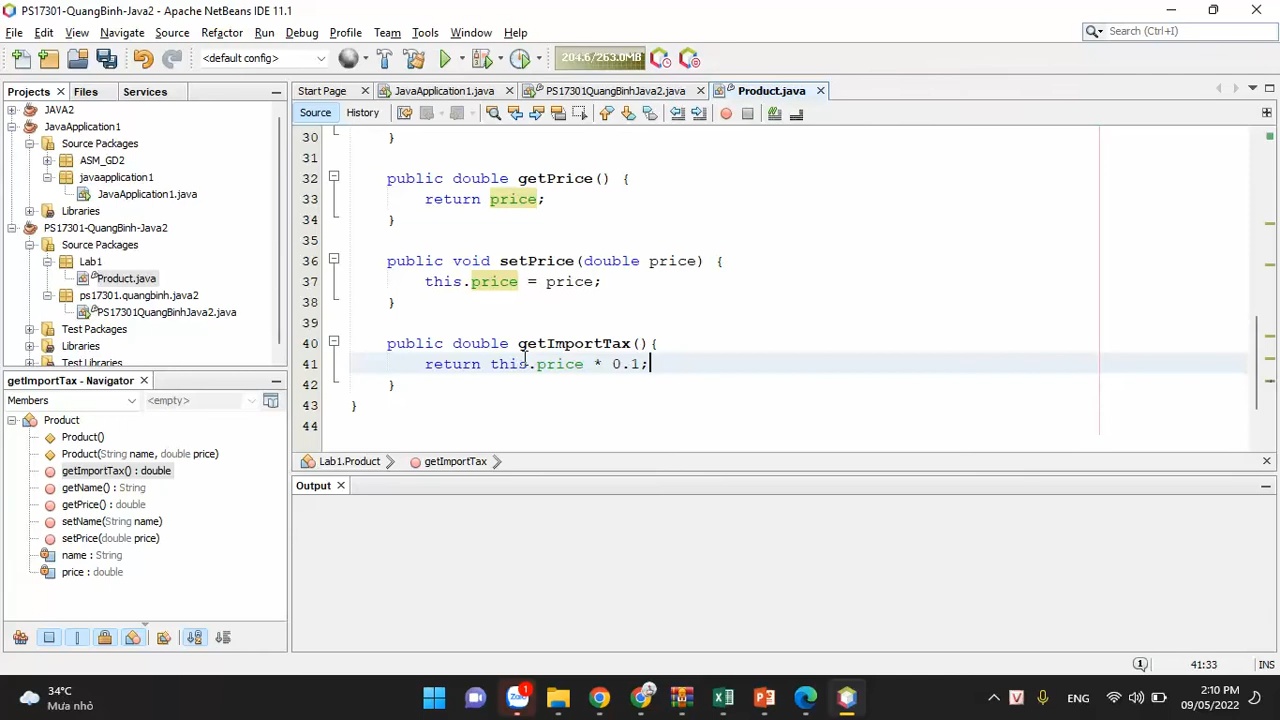 PS17301-QuangBinh-Java2 - Apache NetBeans IDE 11.1
File Edit View Navigate Source Refactor Run Debug Profile Team Tools Window Help
Search (Ctrl+I)
<default config>
204.6/263.0MB
Projects Files Services
Start Page JavaApplication1.java PS17301QuangBinhJava2.java Product.java
Source History
JAVA2
JavaApplication1
Source Packages
ASM_GD2
javaapplication1
JavaApplication1.java
Libraries
PS17301-QuangBinh-Java2
Source Packages
Lab1
Product.java
ps17301.quangbinh.java2
PS17301QuangBinhJava2.java
Test Packages
Libraries
Test Libraries
30 }
31
32 public double getPrice() {
33 return price;
34 }
35
36 public void setPrice(double price) {
37 this.price = price;
38 }
39
40 public double getImportTax(){
41 return this.price * 0.1;
42 }
43 }
44
getImportTax - Navigator
Members <empty>
Product
Product()
Product(String name, double price)
getImportTax() : double
getName() : String
getPrice() : double
setName(String name)
setPrice(double price)
name : String
price : double
Lab1.Product getImportTax
Output
1 41:33 INS
34°C
Mưa nhỏ
1
ENG
2:10 PM
09/05/2022